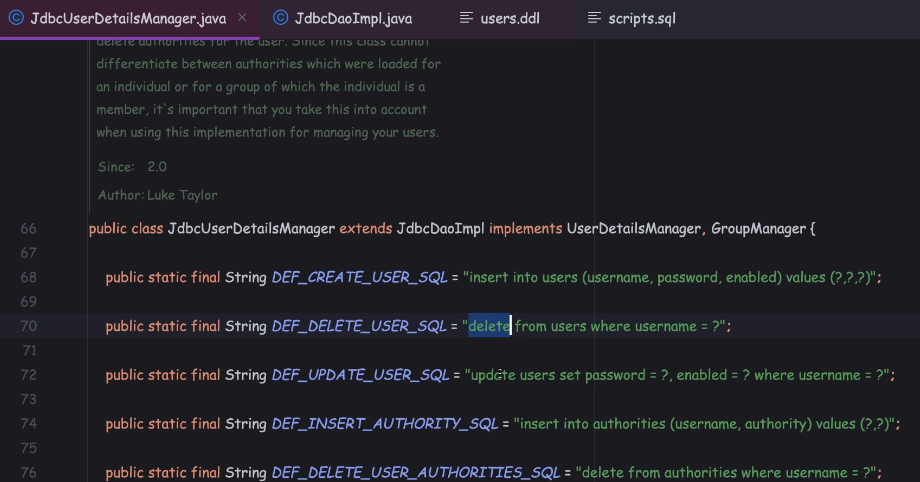 JdbcUserDetailsManager.java
JdbcDaoImpl.java
users.ddl
scripts.sql
delete authorities for the user. Since this class cannot
differentiate between authorities which were loaded for
an individual or for a group of which the individual is a
member, it's important that you take this into account
when using this implementation for managing your users.
Since: 2.0
Author: Luke Taylor
66 public class JdbcUserDetailsManager extends JdbcDaoImpl implements UserDetailsManager, GroupManager {
67
68 public static final String DEF_CREATE_USER_SQL = "insert into users (username, password, enabled) values (?,?,?)";
69
70 public static final String DEF_DELETE_USER_SQL = "delete from users where username = ?";
71
72 public static final String DEF_UPDATE_USER_SQL = "update users set password = ?, enabled = ? where username = ?";
73
74 public static final String DEF_INSERT_AUTHORITY_SQL = "insert into authorities (username, authority) values (?,?)";
75
76 public static final String DEF_DELETE_USER_AUTHORITIES_SQL = "delete from authorities where username = ?";